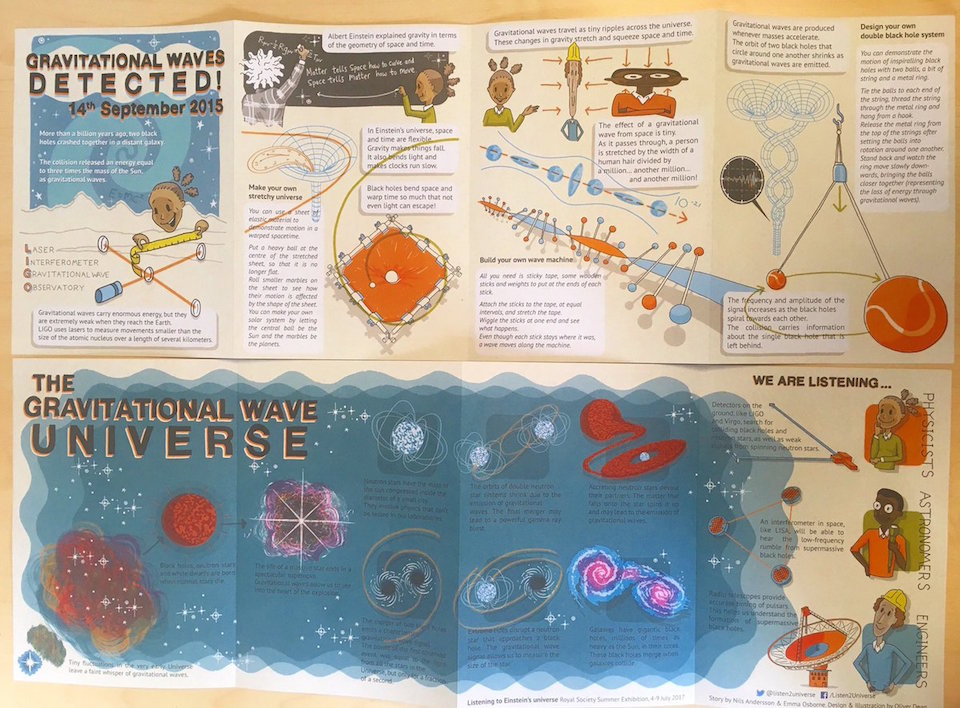 GRAVITATIONAL WAVES
DETECTED!
14th September 2015
More than a billion years ago, two black
holes crashed together in a distant galaxy.
The collision released an energy equal
to three times the mass of the Sun,
as gravitational waves.
LASER
INTERFEROMETER
GRAVITATIONAL WAVE
OBSERVATORY
Gravitational waves carry enormous energy, but they
are extremely weak when they reach the Earth.
LIGO uses lasers to measure movements smaller than the
size of the atomic nucleus over a length of several kilometers.
Albert Einstein explained gravity in terms
of the geometry of space and time.
Matter tells Space how to curve and
Space tells Matter how to move.
In Einstein's universe, space
and time are flexible.
Gravity makes things fall.
It also bends light and
makes clocks run slow.
Black holes bend space and
warp time so much that not
even light can escape!
Make your own
stretchy universe
You can use a sheet of
elastic material to
demonstrate motion in a
warped spacetime.
Put a heavy ball at the
centre of the stretched
sheet, so that it is no
longer flat.
Roll smaller marbles on
the sheet to see how
their motion is affected
by the shape of the sheet.
You can make your own
solar system by letting
the central ball be the
Sun and the marbles be
the planets.
Gravitational waves travel as tiny ripples across the universe.
These changes in gravity stretch and squeeze space and time.
The effect of a gravitational
wave from space is tiny.
As it passes through, a person
is stretched by the width of a
human hair divided by
a million... another million...
and another million!
10-21
Build your own wave machine
All you need is sticky tape, some wooden
sticks and weights to put at the ends of each
stick.
Attach the sticks to the tape, at equal
intervals, and stretch the tape.
Wiggle the sticks at one end and see
what happens.
Even though each stick stays where it was,
a wave moves along the machine.
Gravitational waves are produced
whenever masses accelerate.
The orbit of two black holes that
circle around one another shrinks as
gravitational waves are emitted.
Design your own
double black hole system
You can demonstrate the
motion of inspiralling black
holes with two balls, a bit of
string and a metal ring.
Tie the balls to each end of
the string, thread the string
through the metal ring and
hang from a hook.
Release the metal ring from
the top of the strings after
setting the balls into
rotation around one another.
Stand back and watch the
ring move slowly down-
wards, bringing the balls
closer together (representing
the loss of energy through
gravitational waves).
The frequency and amplitude of the
signal increases as the black holes
spiral towards each other.
The collision carries information
about the single black hole that is
left behind.
THE
GRAVITATIONAL WAVE
UNIVERSE
Black holes, neutron stars
and white dwarfs are born
when normal stars die.
Tiny fluctuations in the very early Universe
leave a faint whisper of gravitational waves.
The life of a massive star ends in a
spectacular explosion.
Gravitational waves allow us to see
into the heart of the explosion.
Neutron stars have the mass of
the sun compressed inside the
diameter of a small city.
They involve physics that can't
be tested in our laboratories.
The merger of two black holes
of a second.
The orbits of double neutron
star systems shrink due to the
emission of gravitational
waves. The final merger may
lead to a powerful gamma ray
burst.
Extreme tides disrupt a neutron
star that approaches a black
hole. The gravitational wave
signal allows us to measure
the size of the star.
Accreting neutron stars devour
their partners. The matter that
falls onto the star spins it up
and may lead to the emission of
gravitational waves.
Galaxies have gigantic black
holes, millions of times as
heavy as the Sun, in their cores.
These black holes merge when
galaxies collide.
WE ARE LISTENING...
Detectors on the
ground, like LIGO
and Virgo, search for
colliding black holes and
neutron stars, as well as weak
signals from spinning neutron stars.
An interferometer in space,
like LISA, will be able to
hear the low-frequency
rumble from supermassive
black holes.
Radio telescopes provide
accurate timing of pulsars.
This helps us understand the
formation of supermassive
black holes.
PHYSICISTS
ASTRONOMERS
ENGINEERS
@listen2universe /Listen2Universe
Listening to Einstein's universe Royal Society Summer Exhibition, 4-9 July 2017
Story by Nils Andersson & Emma Osborne. Design & Illustration by Oliver Dean